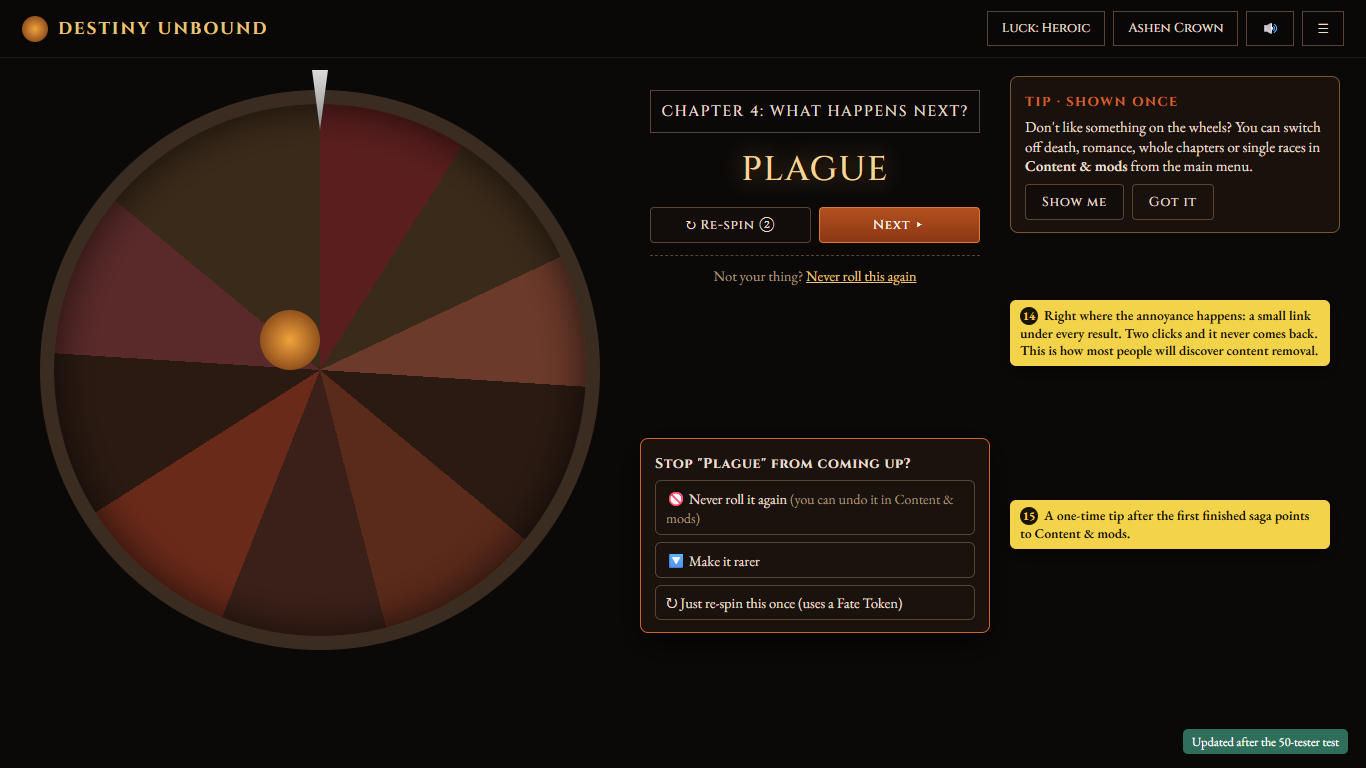 DESTINY UNBOUND
Luck: Heroic
Ashen Crown
☰
CHAPTER 4: WHAT HAPPENS NEXT?
PLAGUE
↻ Re-spin ②
Next ▸
Not your thing? Never roll this again
TIP · SHOWN ONCE
Don't like something on the wheels? You can switch
off death, romance, whole chapters or single races in
Content & mods from the main menu.
Show me
Got it
14 Right where the annoyance happens: a small link
under every result. Two clicks and it never comes back.
This is how most people will discover content removal.
Stop "Plague" from coming up?
🚫 Never roll it again (you can undo it in Content &
mods)
🔽 Make it rarer
↻ Just re-spin this once (uses a Fate Token)
15 A one-time tip after the first finished saga points
to Content & mods.
Updated after the 50-tester test